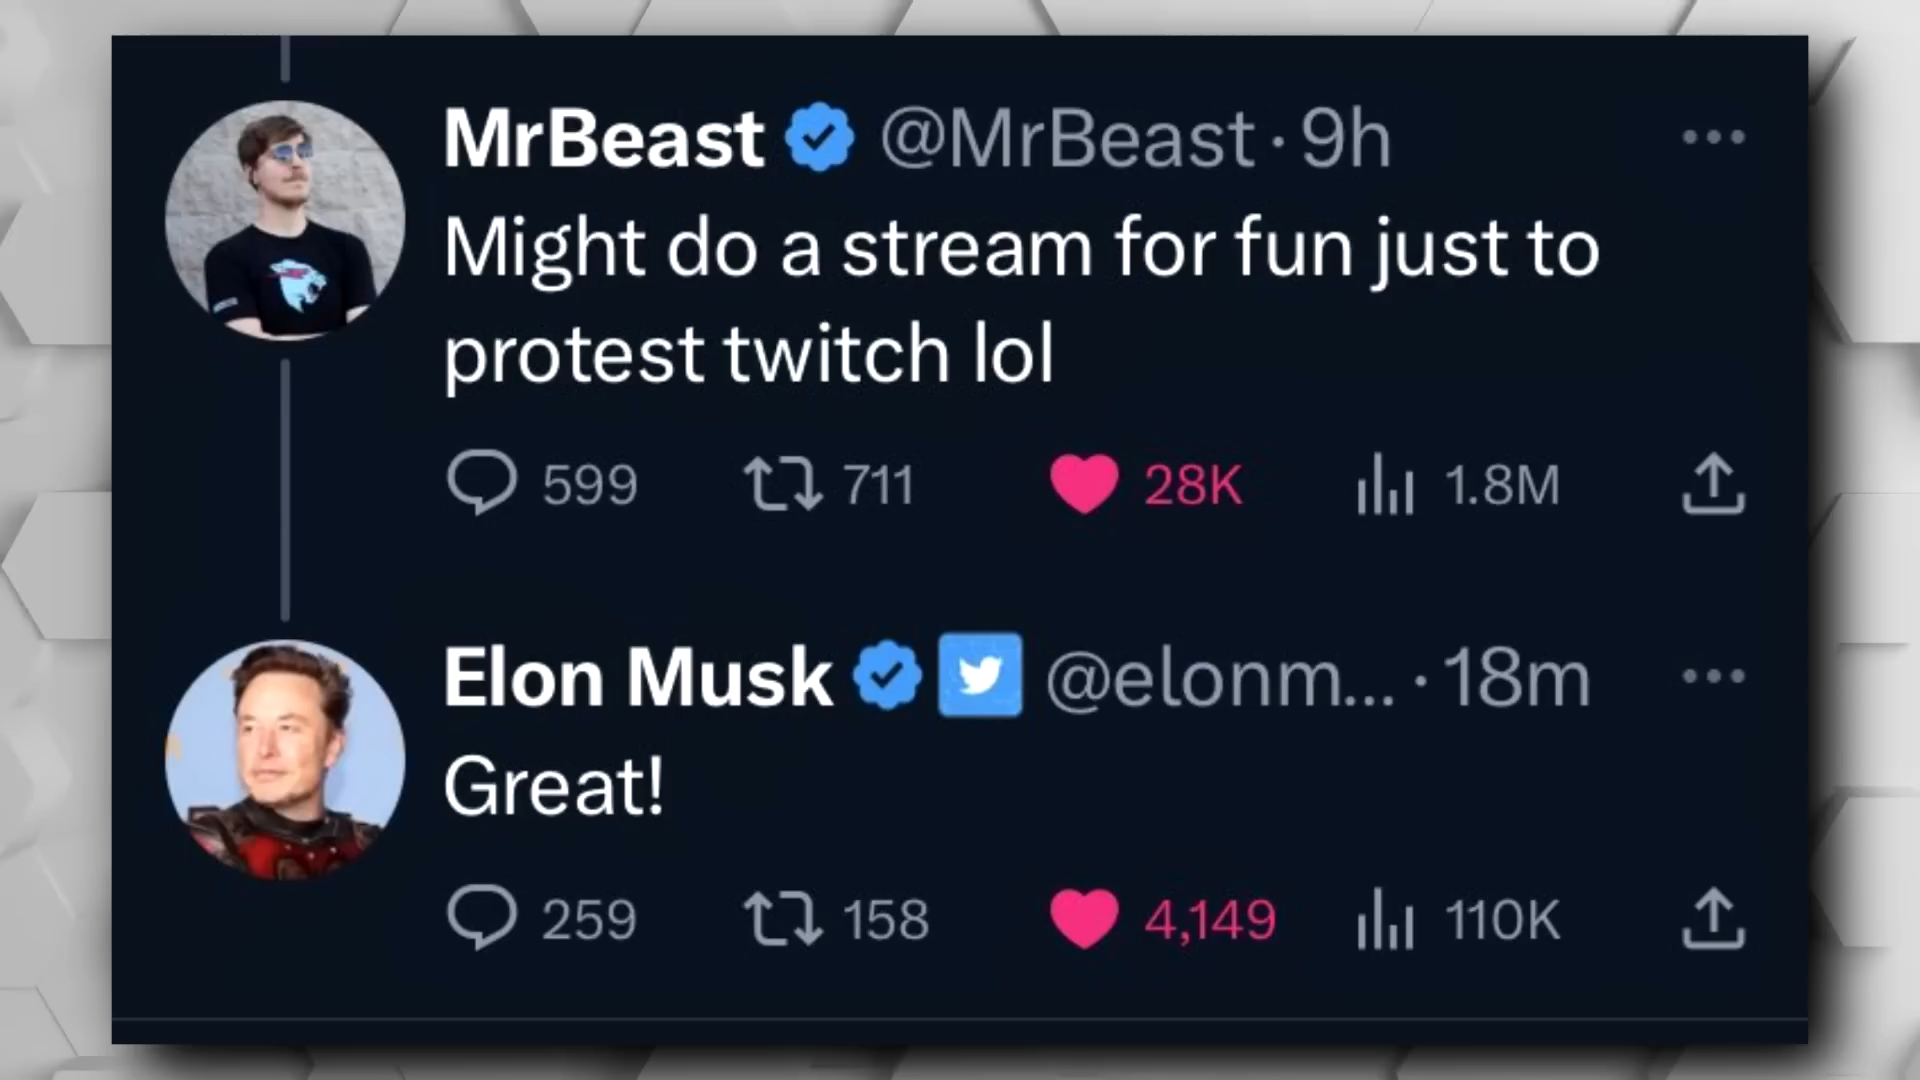 MrBeast @MrBeast · 9h
Might do a stream for fun just to
protest twitch lol
599 711 28K 1.8M
Elon Musk @elonm... · 18m
Great!
259 158 4,149 110K